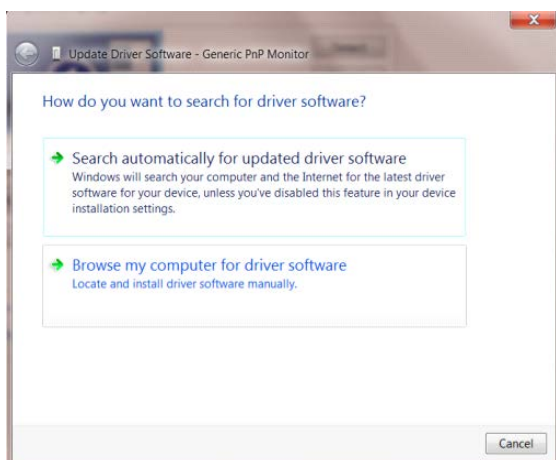 Update Driver Software - Generic PnP Monitor
How do you want to search for driver software?
Search automatically for updated driver software
Windows will search your computer and the Internet for the latest driver
software for your device, unless you've disabled this feature in your device
installation settings.
Browse my computer for driver software
Locate and install driver software manually.
Cancel